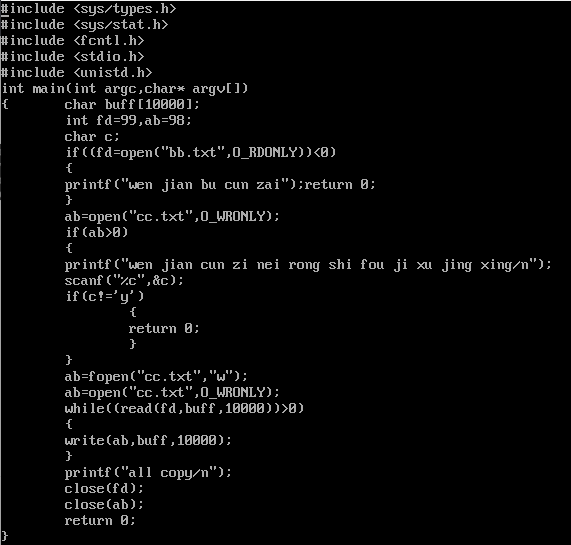 #include <sys/types.h>
#include <sys/stat.h>
#include <fcntl.h>
#include <stdio.h>
#include <unistd.h>
int main(int argc,char* argv[])
{       char buff[10000];
        int fd=99,ab=98;
        char c;
        if((fd=open("bb.txt",O_RDONLY))<0)
        {
        printf("wen jian bu cun zai");return 0;
        }
        ab=open("cc.txt",O_WRONLY);
        if(ab>0)
        {
        printf("wen jian cun zi nei rong shi fou ji xu jing xing/n");
        scanf("%c",&c);
        if(c!='y')
                {
                return 0;
                }
        }
        ab=fopen("cc.txt","w");
        ab=open("cc.txt",O_WRONLY);
        while((read(fd,buff,10000))>0)
        {
        write(ab,buff,10000);
        }
        printf("all copy/n");
        close(fd);
        close(ab);
        return 0;
}